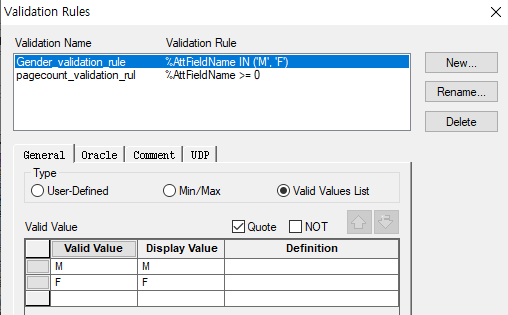 Validation Rules
Validation Name Validation Rule
Gender_validation_rule %AttFieldName IN ('M', 'F')
pagecount_validation_rul %AttFieldName >= 0
New...
Rename...
Delete
General Oracle Comment UDP
Type
User-Defined Min/Max Valid Values List
Valid Value Quote NOT
Valid Value Display Value Definition
M M
F F